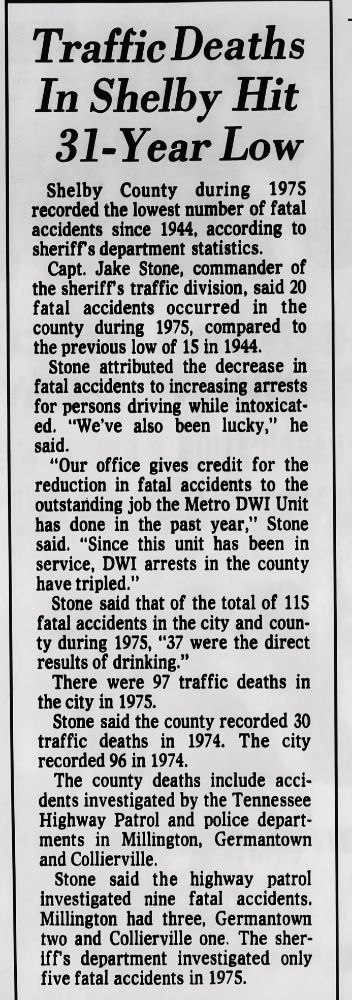 Traffic Deaths
In Shelby Hit
31-Year Low
Shelby County during 1975
recorded the lowest number of fatal
accidents since 1944, according to
sheriff's department statistics.
Capt. Jake Stone, commander of
the sheriff's traffic division, said 20
fatal accidents occurred in the
county during 1975, compared to
the previous low of 15 in 1944.
Stone attributed the decrease in
fatal accidents to increasing arrests
for persons driving while intoxicat-
ed. "We've also been lucky," he
said.
"Our office gives credit for the
reduction in fatal accidents to the
outstanding job the Metro DWI Unit
has done in the past year," Stone
said. "Since this unit has been in
service, DWI arrests in the county
have tripled."
Stone said that of the total of 115
fatal accidents in the city and coun-
ty during 1975, "37 were the direct
results of drinking."
There were 97 traffic deaths in
the city in 1975.
Stone said the county recorded 30
traffic deaths in 1974. The city
recorded 96 in 1974.
The county deaths include acci-
dents investigated by the Tennessee
Highway Patrol and police depart-
ments in Millington, Germantown
and Collierville.
Stone said the highway patrol
investigated nine fatal accidents.
Millington had three, Germantown
two and Collierville one. The sher-
iff's department investigated only
five fatal accidents in 1975.